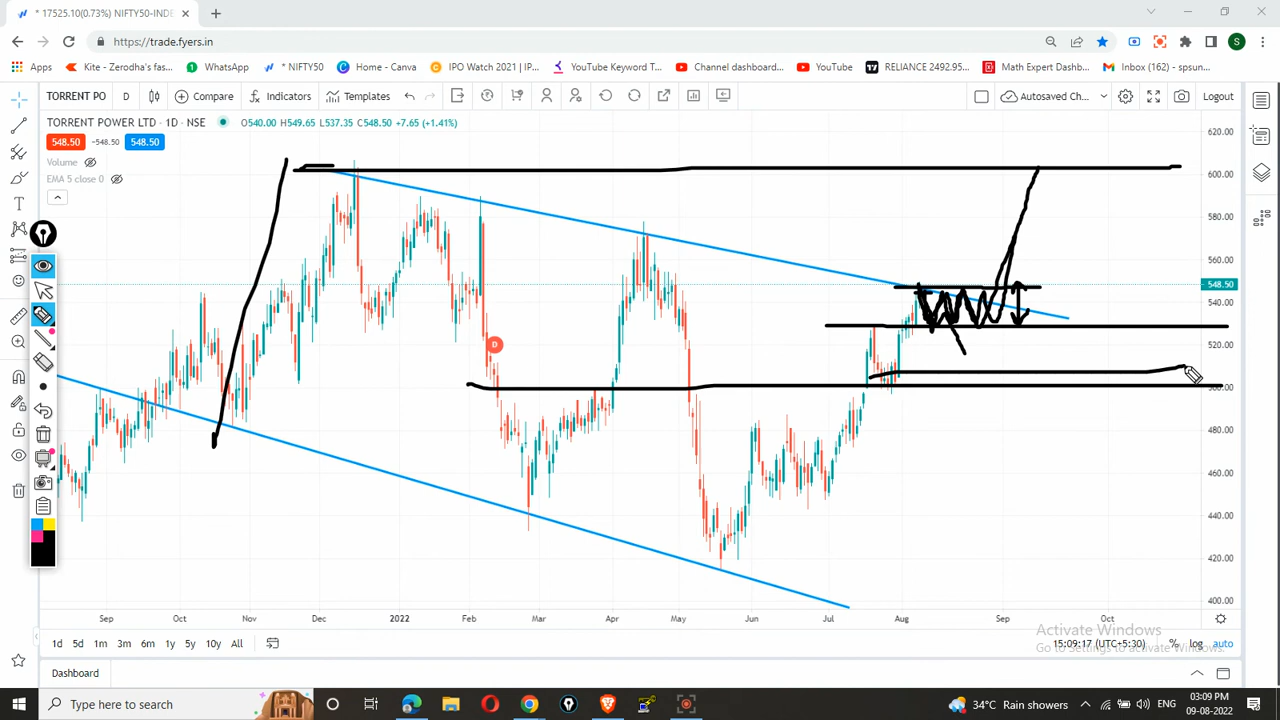 * 17525.10(0.73%) NIFTY50-INDE
https://trade.fyers.in
S
Apps
Kite - Zerodha's fas...
WhatsApp
* NIFTY50
Home - Canva
IPO Watch 2021 | IP...
YouTube Keyword T...
Channel dashboard...
YouTube
RELIANCE 2492.95...
Math Expert Dashb...
Inbox (162) - spsun...
TORRENT PO
D
Compare
Indicators
Templates
Autosaved Ch...
Logout
TORRENT POWER LTD · 1D · NSE
O540.00 H549.65 L537.35 C548.50 +7.65 (+1.41%)
548.50
−548.50
548.50
Volume
EMA 5 close 0
620.00
600.00
580.00
560.00
548.50
540.00
520.00
500.00
480.00
460.00
440.00
420.00
400.00
D
Sep
Oct
Nov
Dec
2022
Feb
Mar
Apr
May
Jun
Jul
Aug
Sep
Oct
1d
5d
1m
3m
6m
1y
5y
10y
All
Activate Windows
Go to Settings to activate Windows.
15:09:17 (UTC+5:30)
%
log
auto
Dashboard
Type here to search
34°C Rain showers
ENG
03:09 PM
09-08-2022